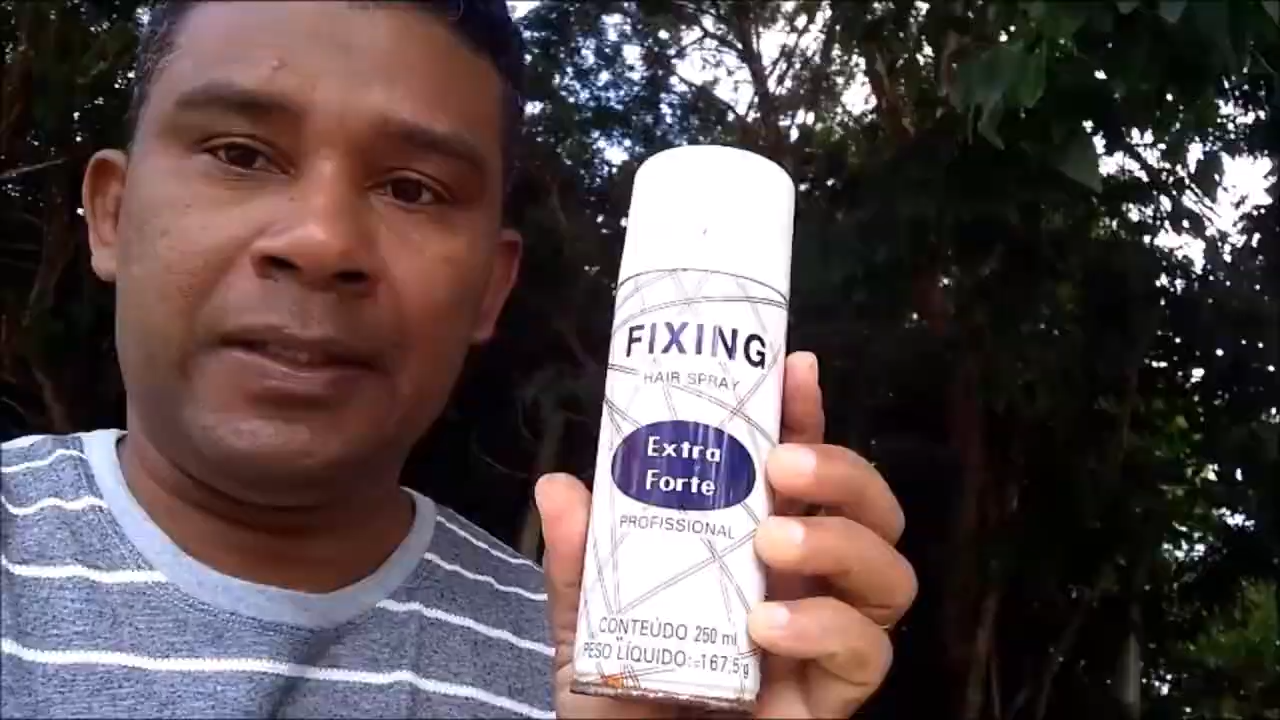 FIXING
HAIR SPRAY
Extra
Forte
PROFISSIONAL
CONTEÚDO 250 ml
PESO LÍQUIDO: 167,5 g